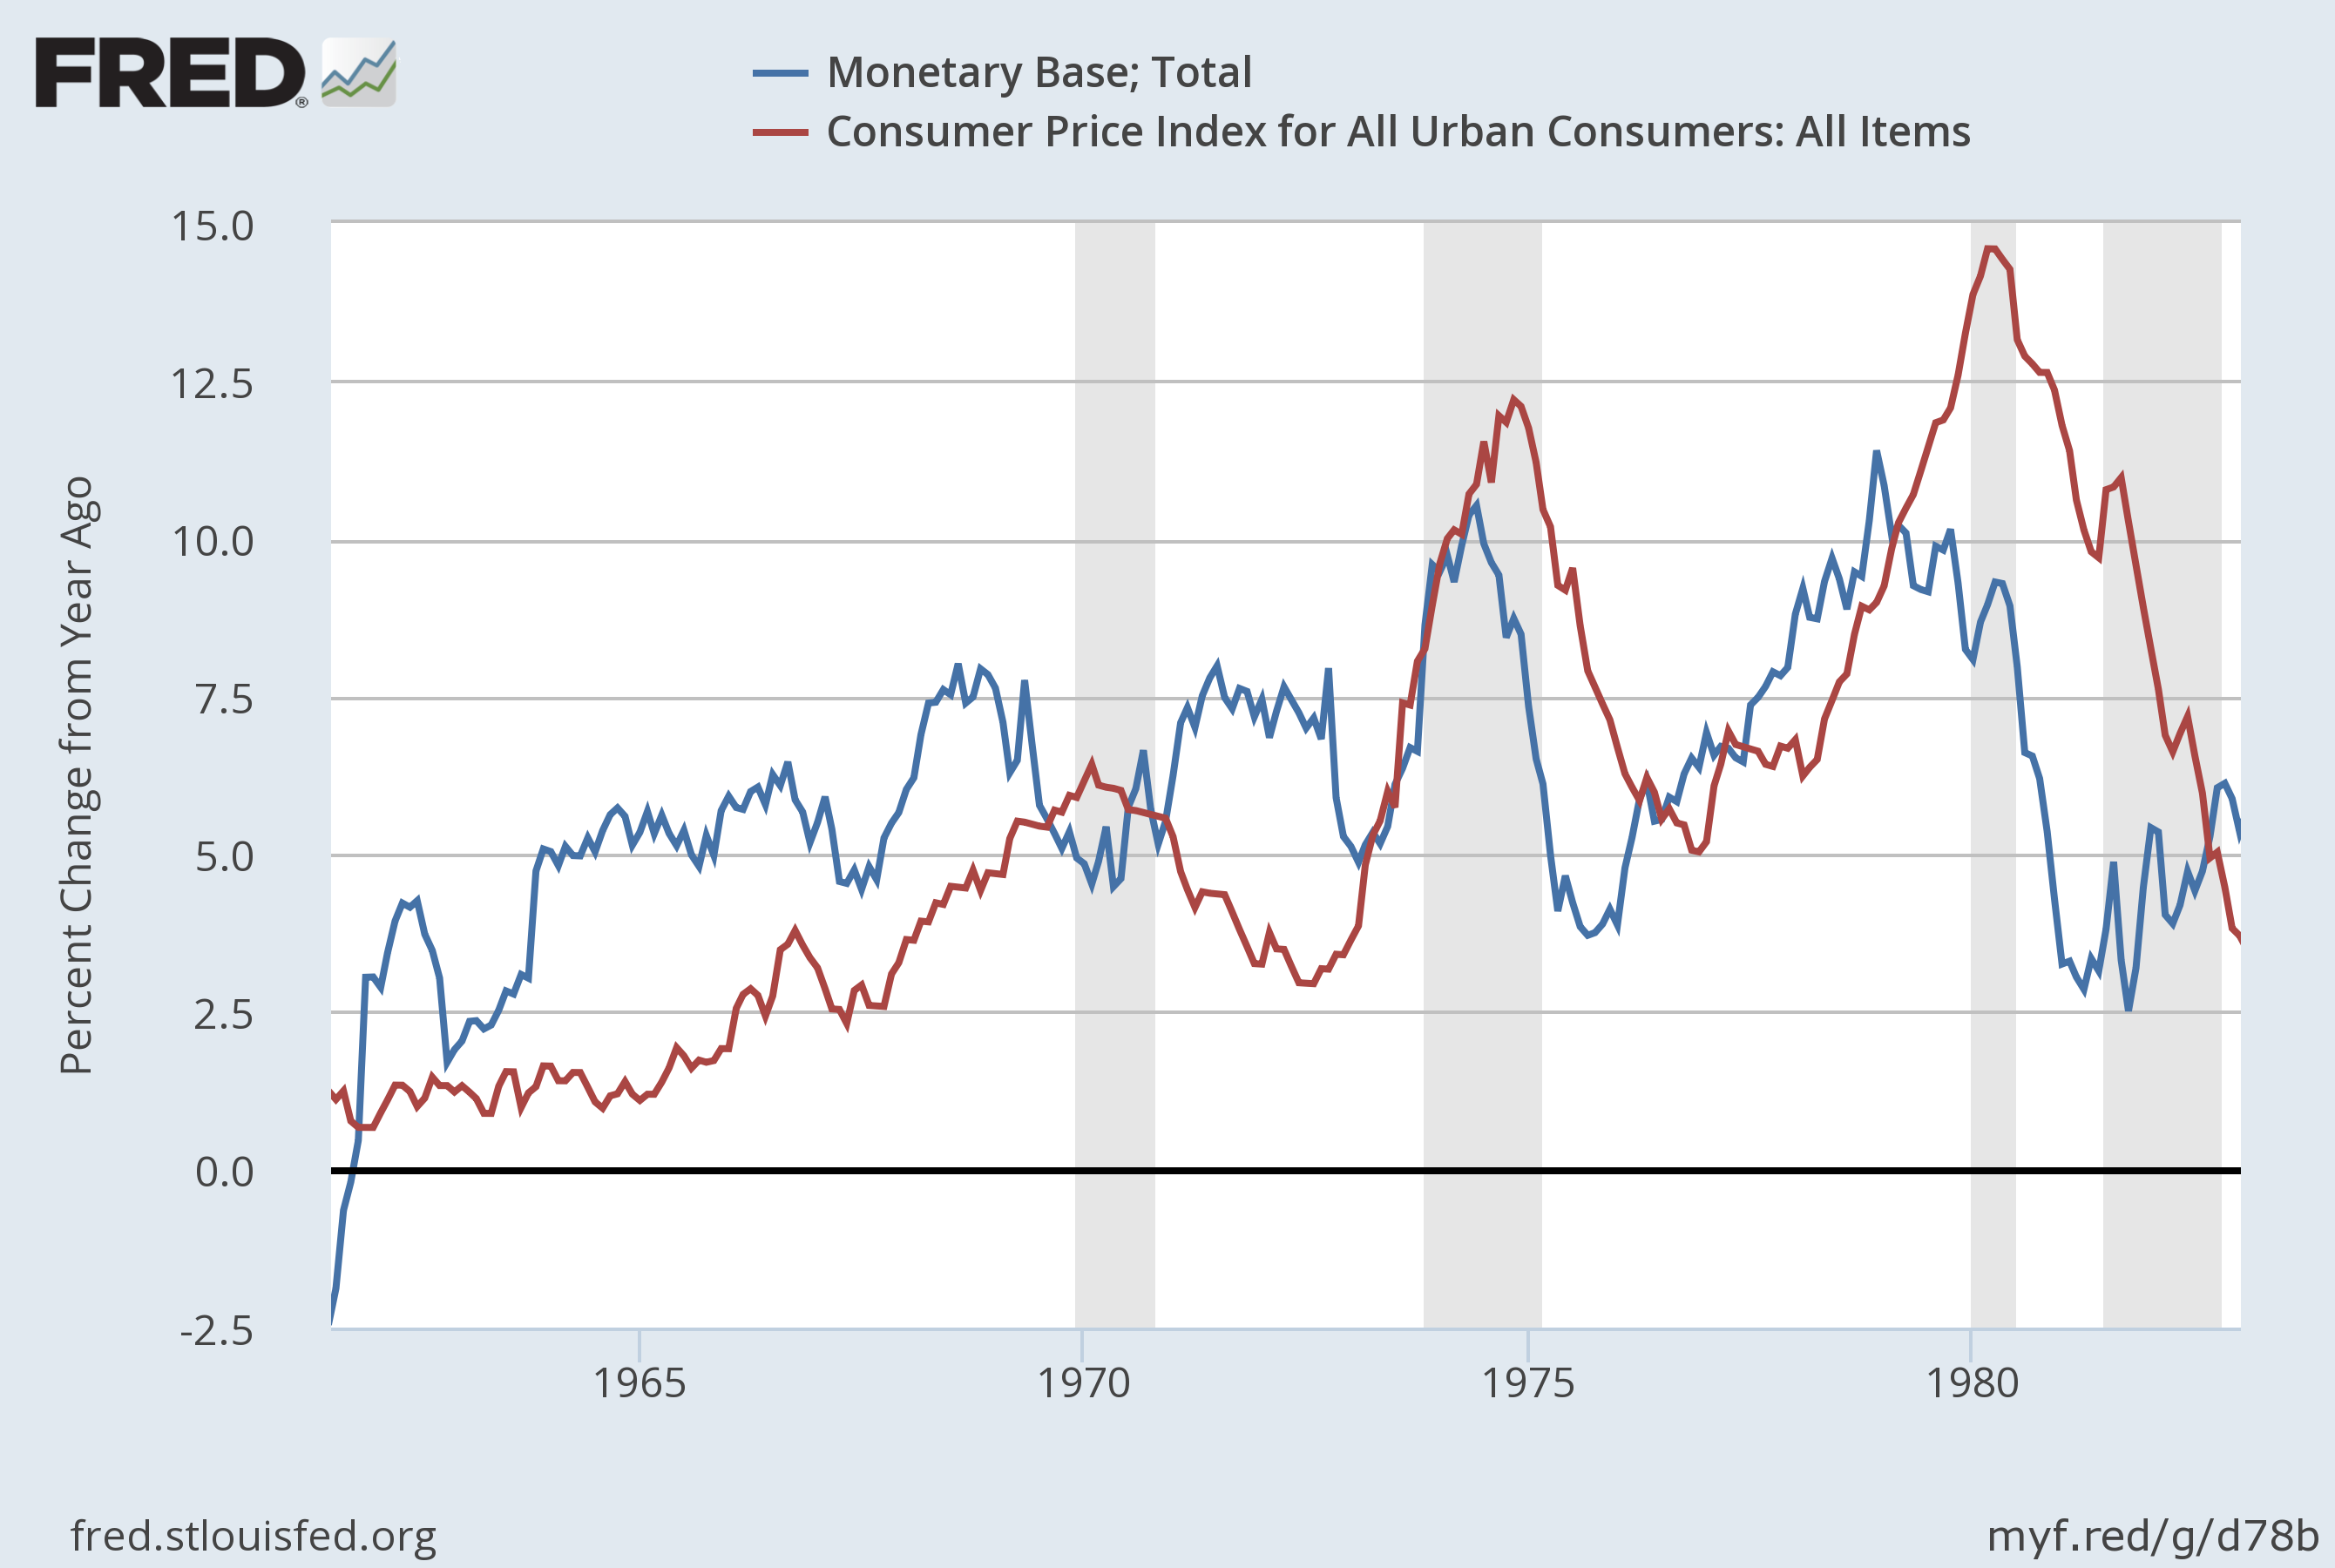 FRED®
Monetary Base; Total
Consumer Price Index for All Urban Consumers: All Items
Percent Change from Year Ago
15.0
12.5
10.0
7.5
5.0
2.5
0.0
-2.5
1965 1970 1975 1980
fred.stlouisfed.org
myf.red/g/d78b